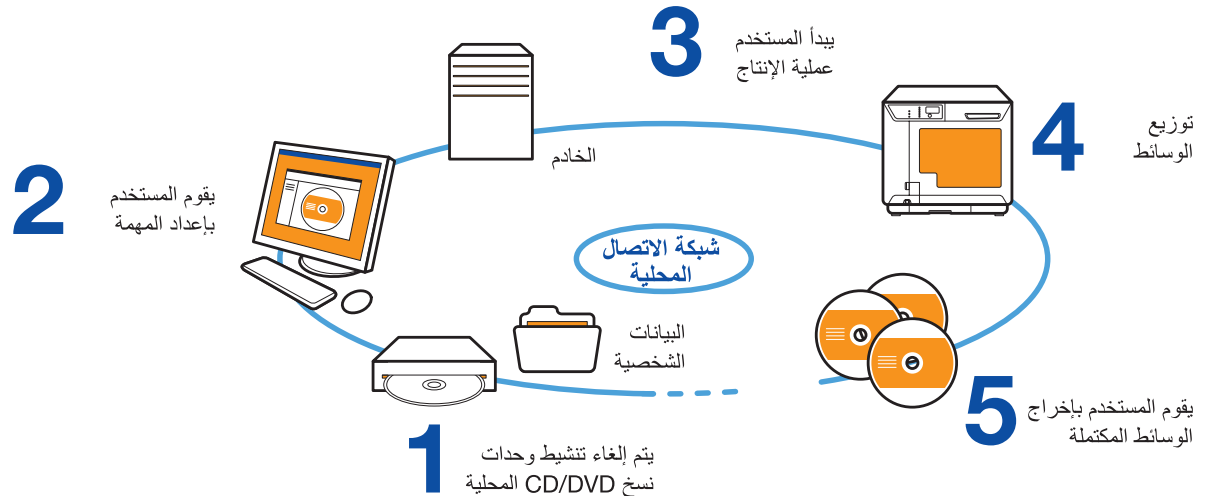 1
يتم إلغاء تنشيط وحدات
نسخ CD/DVD المحلية
2
يقوم المستخدم
بإعداد المهمة
3
يبدأ المستخدم
عملية الإنتاج
4
توزيع
الوسائط
5
يقوم المستخدم بإخراج
الوسائط المكتملة
الخادم
شبكة الاتصال
المحلية
البيانات
الشخصية